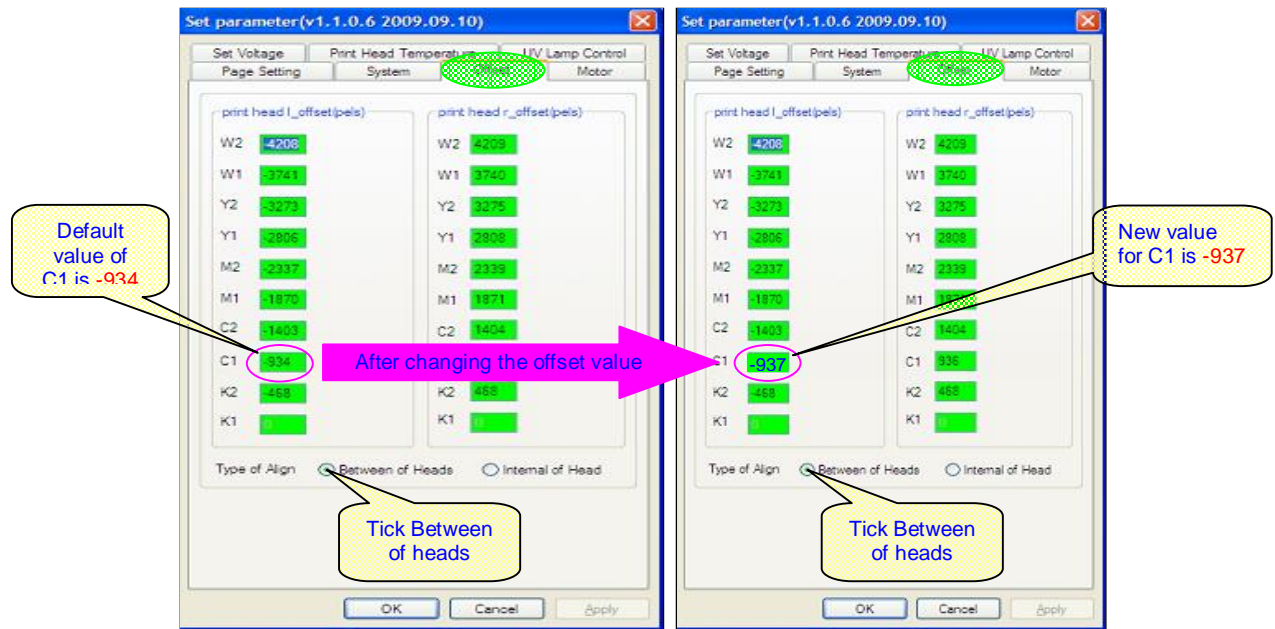 Set parameter(v1.1.0.6 2009.09.10)
Set Voltage Print Head Temperature UV Lamp Control
Page Setting System Offset Motor
print head l_offset(pels) print head r_offset(pels)
W2 -4208 W2 4209
W1 -3741 W1 3740
Y2 -3273 Y2 3275
Y1 -2806 Y1 2808
M2 -2337 M2 2339
M1 -1870 M1 1871
C2 -1403 C2 1404
C1 -934
K2 -468 K2 468
K1 0 K1 0
Type of Align Between of Heads Internal of Head
OK Cancel Apply
Default
value of
C1 is -934
Tick Between
of heads
After changing the offset value
Set parameter(v1.1.0.6 2009.09.10)
Set Voltage Print Head Temperature UV Lamp Control
Page Setting System Offset Motor
print head l_offset(pels) print head r_offset(pels)
W2 -4208 W2 4209
W1 -3741 W1 3740
Y2 -3273 Y2 3275
Y1 -2806 Y1 2808
M2 -2337 M2 2339
M1 -1870 M1
C2 -1403 C2 1404
C1 -937 C1 936
K2 -468 K2 468
K1 0 K1 0
Type of Align Between of Heads Internal of Head
OK Cancel Apply
New value
for C1 is -937
Tick Between
of heads